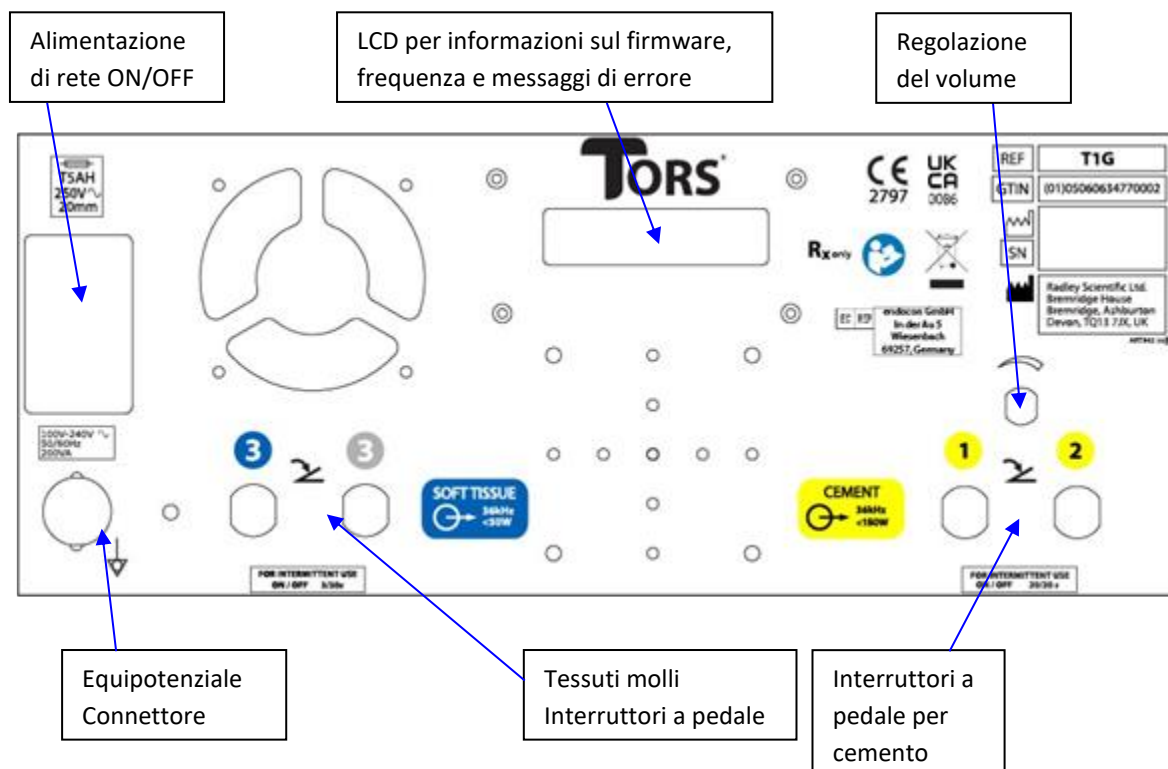 Alimentazione
di rete ON/OFF
LCD per informazioni sul firmware,
frequenza e messaggi di errore
Regolazione
del volume
T5AH
250V
20mm
TORS
CE
2797
UK
CA
0086
REF
T1G
GTIN
(01)05060634770002
SN
Rx only
Radley Scientific Ltd.
Bremridge House
Bremridge, Ashburton
Devon, TQ13 7JX, UK
EC REP
endocon GmbH
In der Au 5
Wiesenbach
69257, Germany
100V-240V
50/60Hz
200VA
3
3
SOFT TISSUE
36kHz
<50W
CEMENT
36kHz
<150W
1
2
FOR INTERMITTENT USE
ON / OFF
FOR INTERMITTENT USE
ON / OFF 20/20 s
Equipotenziale
Connettore
Tessuti molli
Interruttori a pedale
Interruttori a
pedale per
cemento